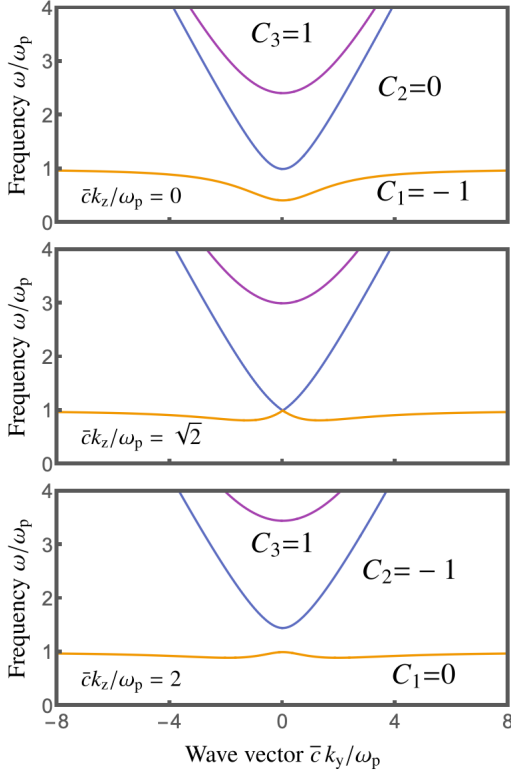 4
3
2
1
0
Frequency ω/ωp
C3=1
C2=0
C1= − 1
c̄kz/ωp = 0
4
3
2
1
0
Frequency ω/ωp
c̄kz/ωp = √2
4
3
2
1
0
Frequency ω/ωp
C3=1
C2= − 1
C1=0
c̄kz/ωp = 2
−8 −4 0 4 8
Wave vector c̄ ky/ωp